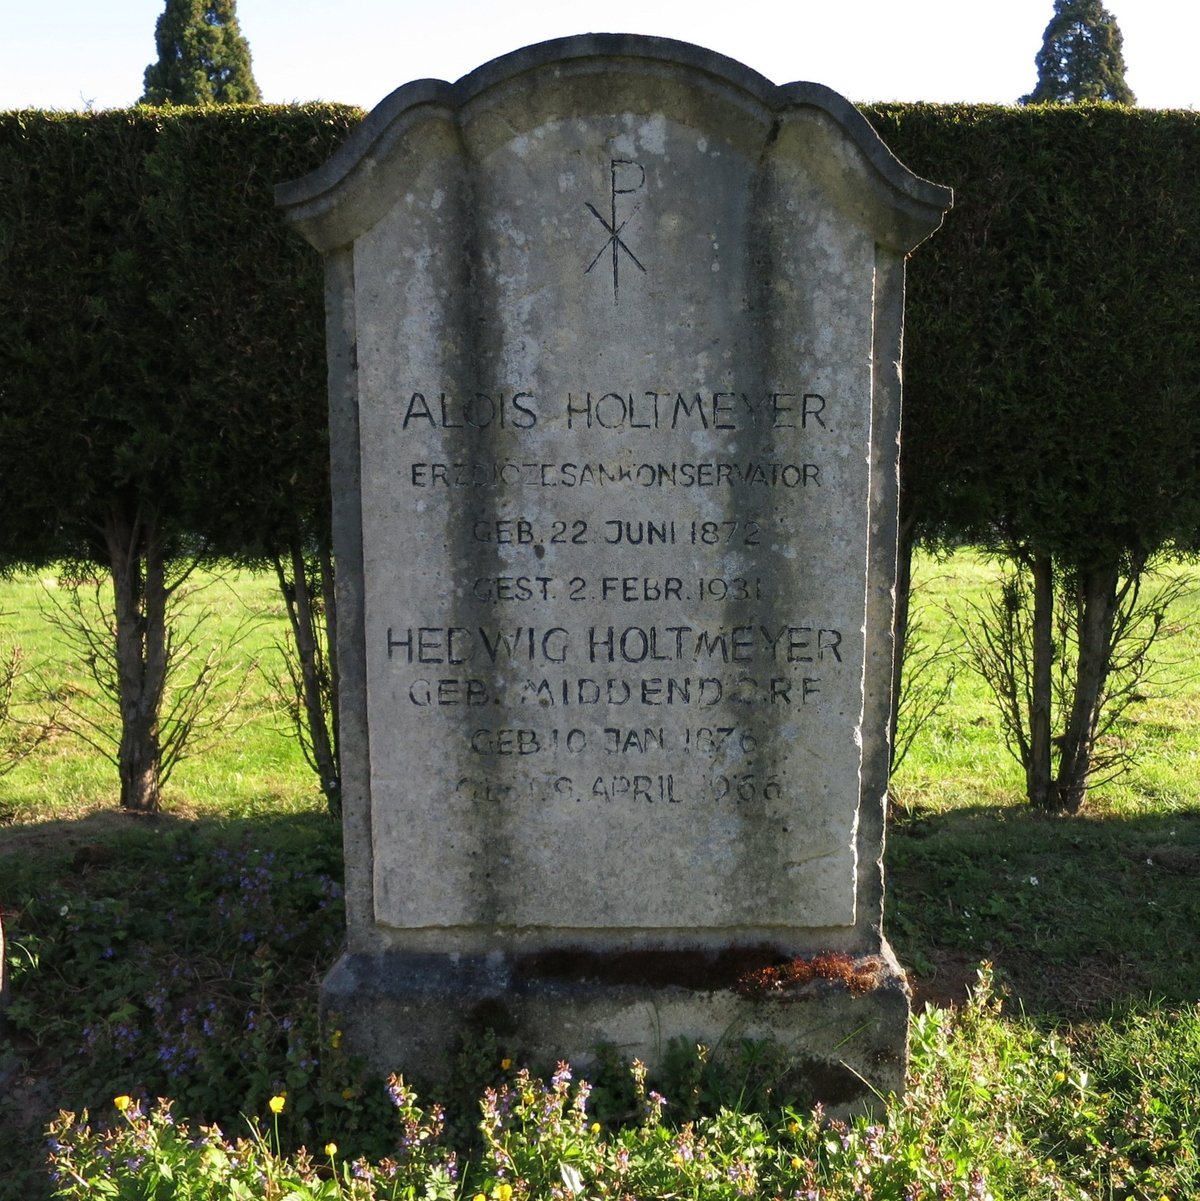 ALOIS HOLTMEYER
ERZDIÖZESANKONSERVATOR
GEB. 22. JUNI 1872
GEST. 2. FEBR. 1931
HEDWIG HOLTMEYER
GEB. MIDDENDORF
GEB. 10 JAN. 1876
APRIL 1966